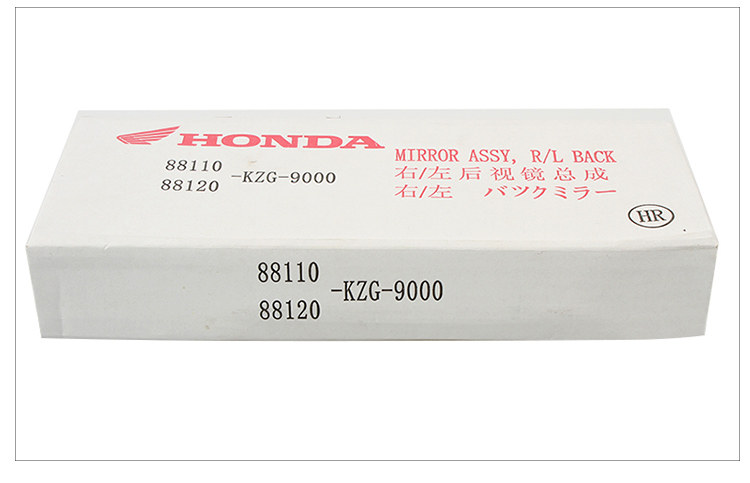 HONDA
88110
88120
-KZG-9000
MIRROR ASSY, R/L BACK
右/左后视镜总成
右/左 バツクミラー
HR
88110
88120
-KZG-9000